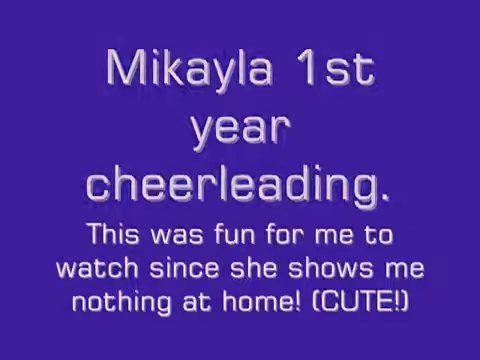 Mikayla 1st
year
cheerleading.
This was fun for me to
watch since she shows me
nothing at home! (CUTE!)